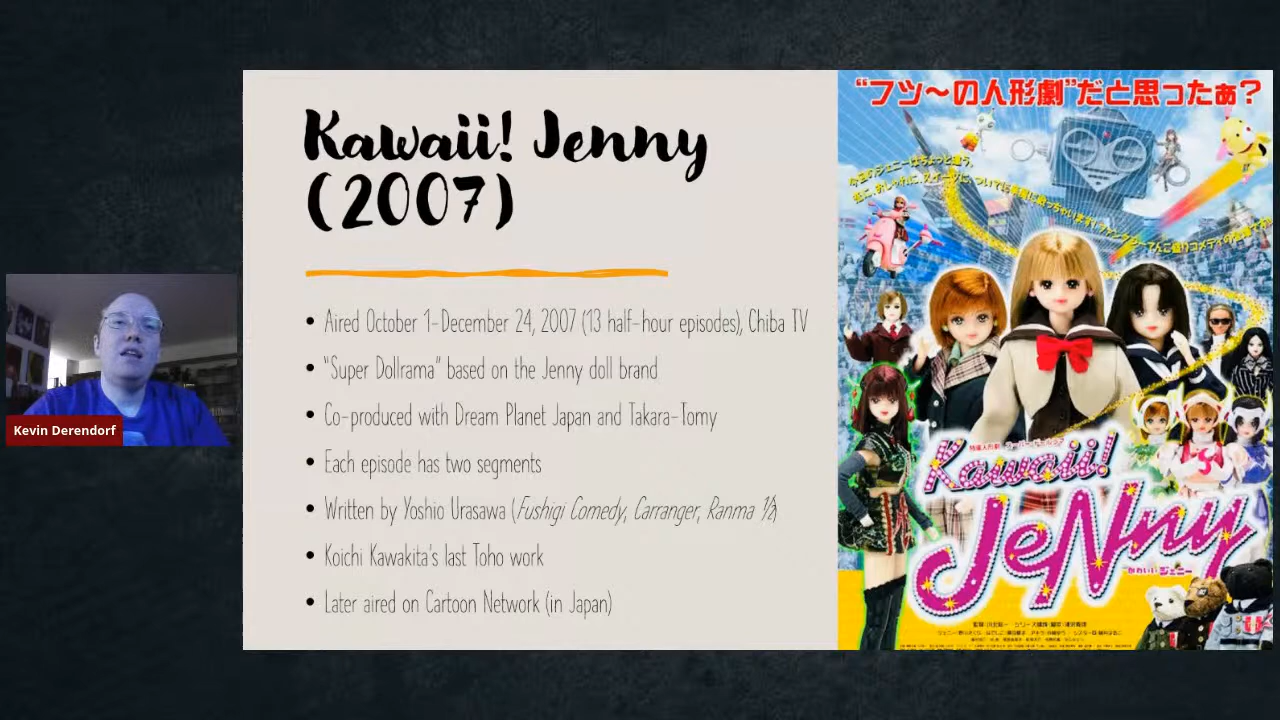 Kawaii! Jenny
(2007)
• Aired October 1-December 24, 2007 (13 half-hour episodes), Chiba TV
• "Super Dollrama" based on the Jenny doll brand
• Co-produced with Dream Planet Japan and Takara-Tomy
• Each episode has two segments
• Written by Yoshio Urasawa (Fushigi Comedy, Carranger, Ranma ½)
• Koichi Kawakita's last Toho work
• Later aired on Cartoon Network (in Japan)
Kevin Derendorf
“フツ〜の人形劇”だと思ったぁ?
Kawaii!
JeNny
かわいい ジェニー